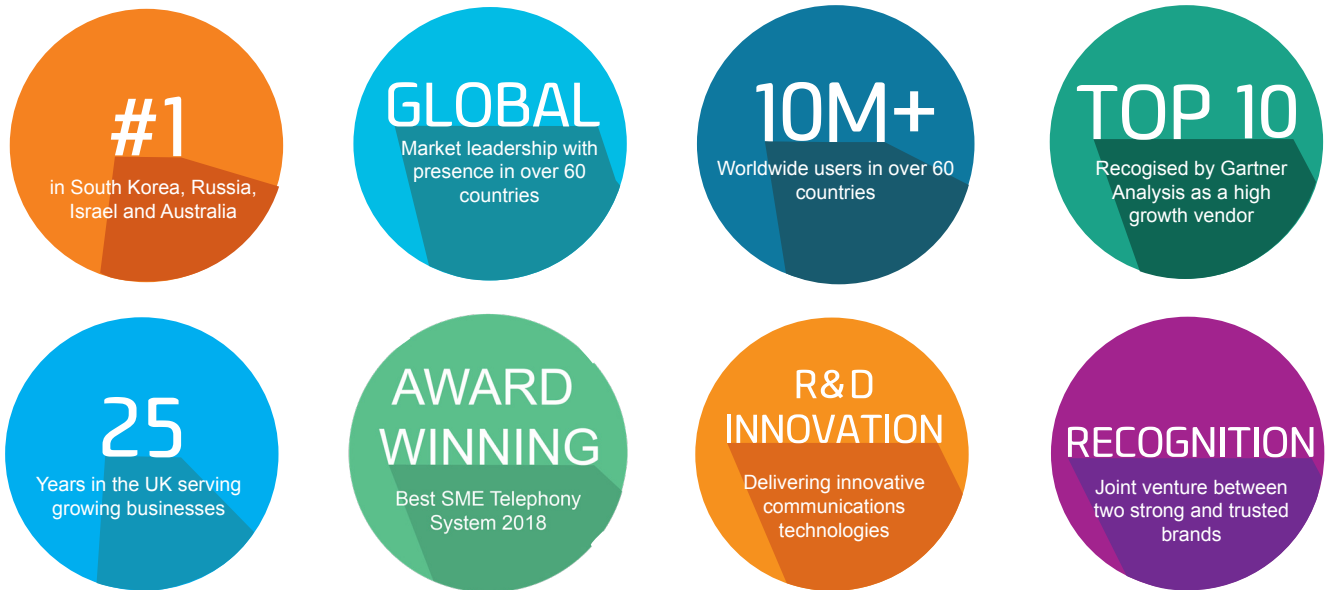 #1
in South Korea, Russia,
Israel and Australia
GLOBAL
Market leadership with
presence in over 60
countries
10M+
Worldwide users in over 60
countries
TOP 10
Recogised by Gartner
Analysis as a high
growth vendor
25
Years in the UK serving
growing businesses
AWARD
WINNING
Best SME Telephony
System 2018
R&D
INNOVATION
Delivering innovative
communications
technologies
RECOGNITION
Joint venture between
two strong and trusted
brands